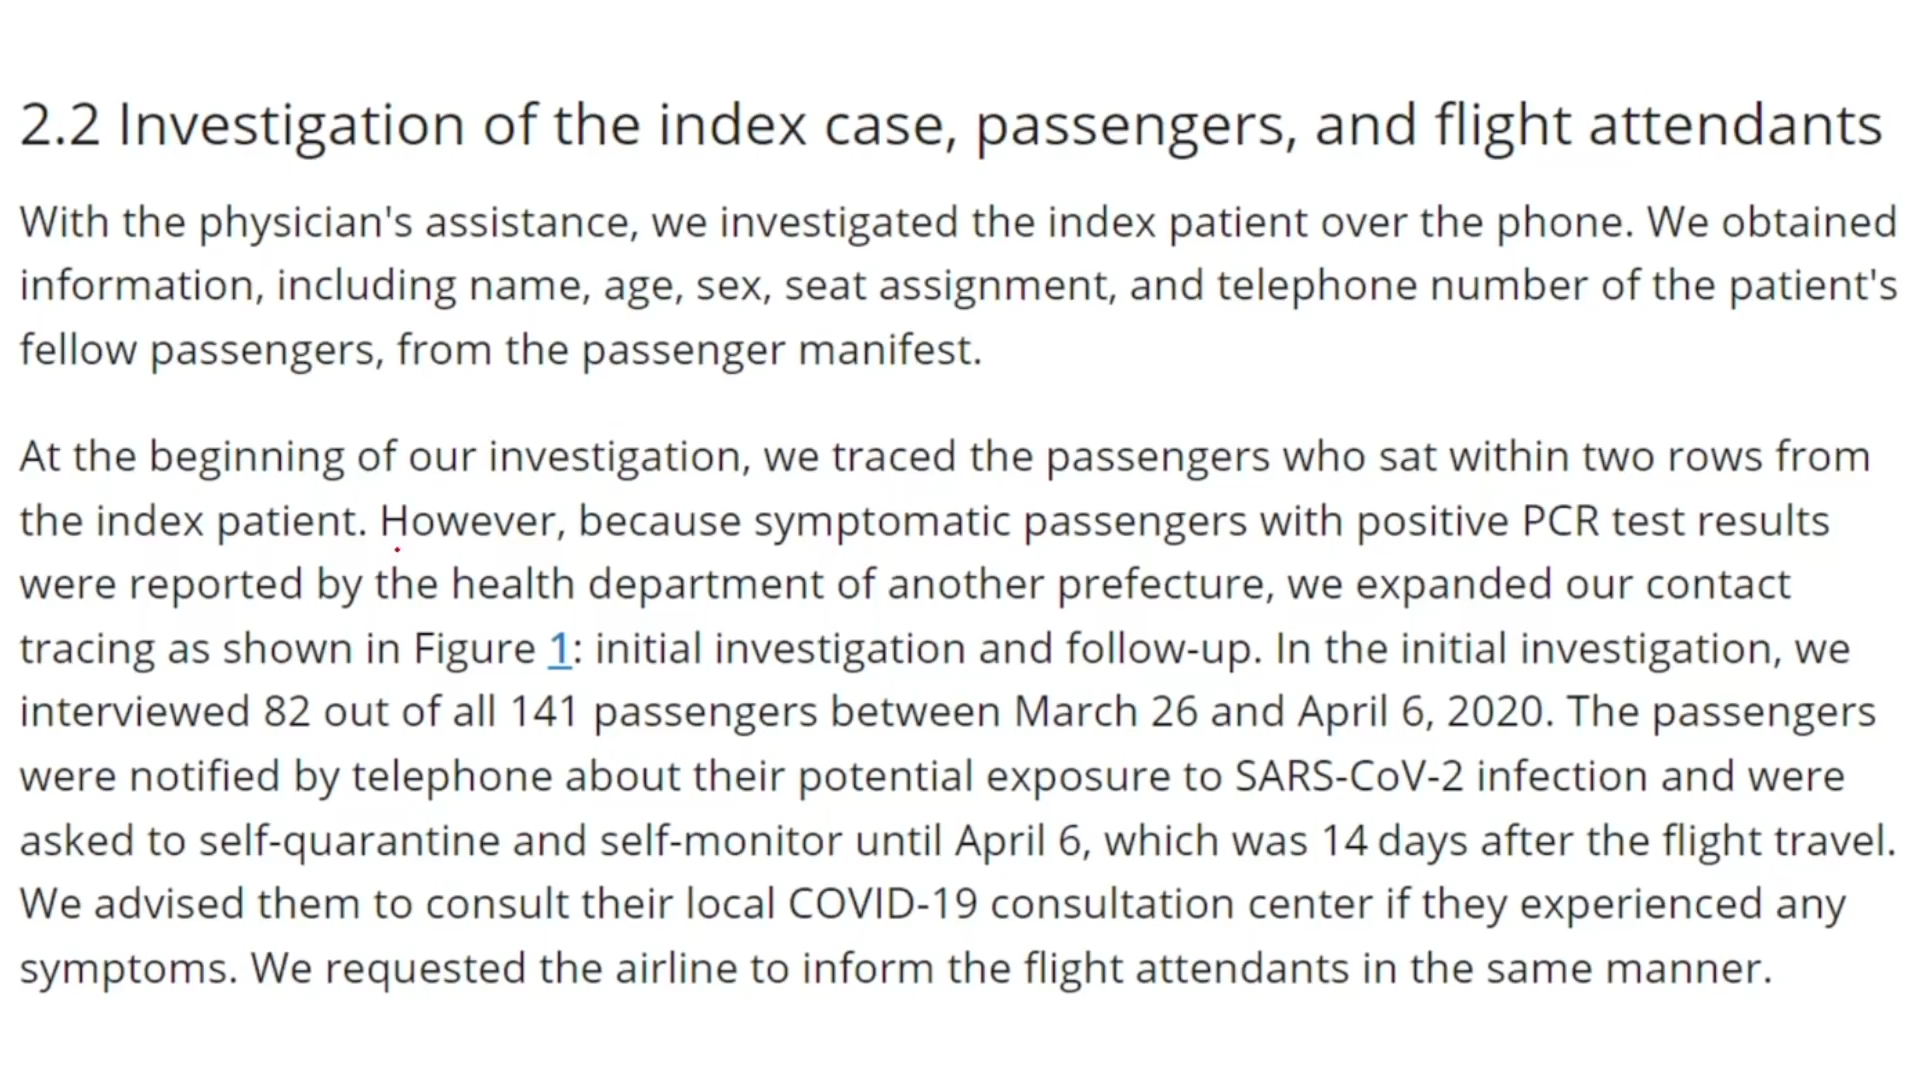 2.2 Investigation of the index case, passengers, and flight attendants
With the physician's assistance, we investigated the index patient over the phone. We obtained
information, including name, age, sex, seat assignment, and telephone number of the patient's
fellow passengers, from the passenger manifest.
At the beginning of our investigation, we traced the passengers who sat within two rows from
the index patient. However, because symptomatic passengers with positive PCR test results
were reported by the health department of another prefecture, we expanded our contact
tracing as shown in Figure 1: initial investigation and follow-up. In the initial investigation, we
interviewed 82 out of all 141 passengers between March 26 and April 6, 2020. The passengers
were notified by telephone about their potential exposure to SARS-CoV-2 infection and were
asked to self-quarantine and self-monitor until April 6, which was 14 days after the flight travel.
We advised them to consult their local COVID-19 consultation center if they experienced any
symptoms. We requested the airline to inform the flight attendants in the same manner.